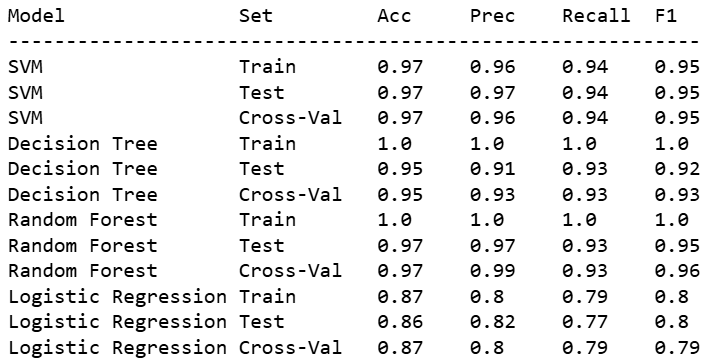 Model Set Acc Prec Recall F1
------------------------------------------------------------
SVM Train 0.97 0.96 0.94 0.95
SVM Test 0.97 0.97 0.94 0.95
SVM Cross-Val 0.97 0.96 0.94 0.95
Decision Tree Train 1.0 1.0 1.0 1.0
Decision Tree Test 0.95 0.91 0.93 0.92
Decision Tree Cross-Val 0.95 0.93 0.93 0.93
Random Forest Train 1.0 1.0 1.0 1.0
Random Forest Test 0.97 0.97 0.93 0.95
Random Forest Cross-Val 0.97 0.99 0.93 0.96
Logistic Regression Train 0.87 0.8 0.79 0.8
Logistic Regression Test 0.86 0.82 0.77 0.8
Logistic Regression Cross-Val 0.87 0.8 0.79 0.79